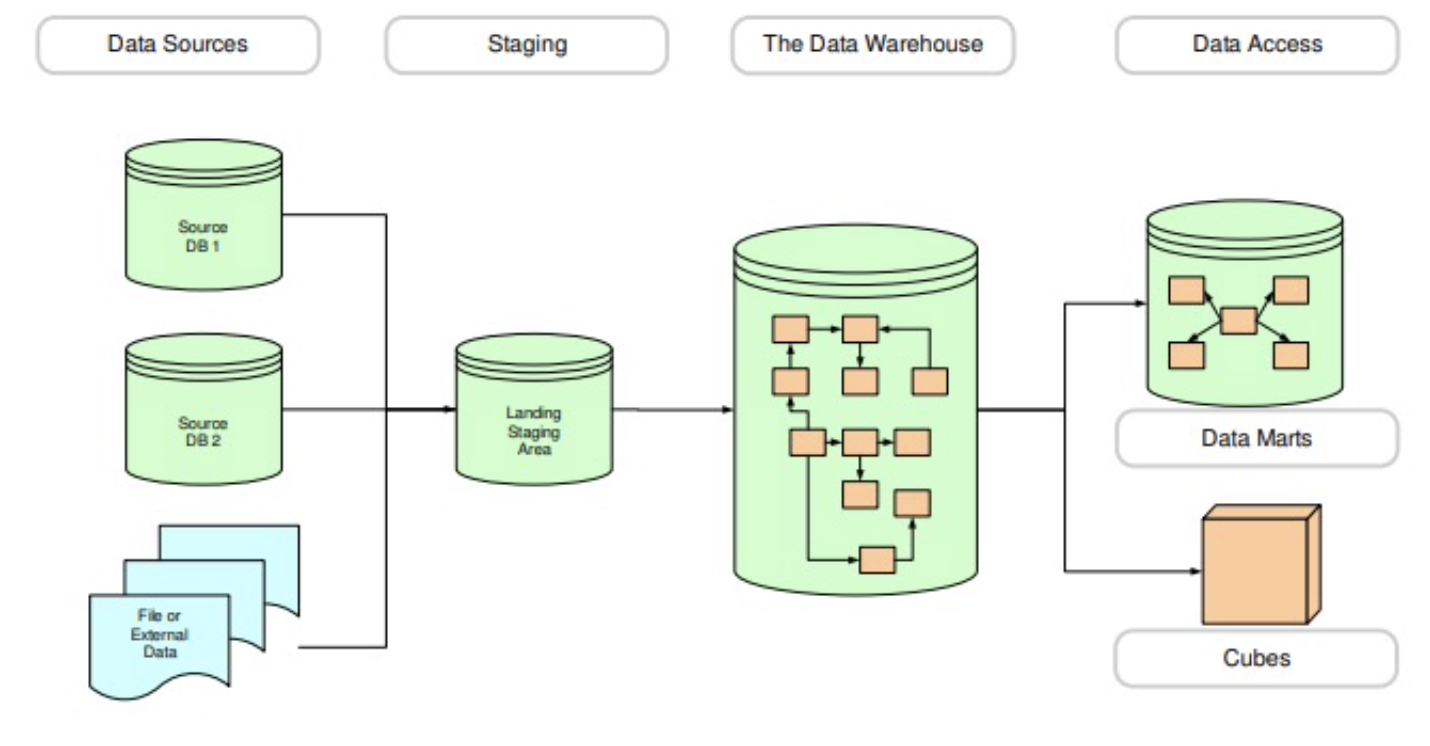 Data Sources
Staging
The Data Warehouse
Data Access
Source
DB 1
Source
DB 2
File or
External
Data
Landing
Staging
Area
Data Marts
Cubes